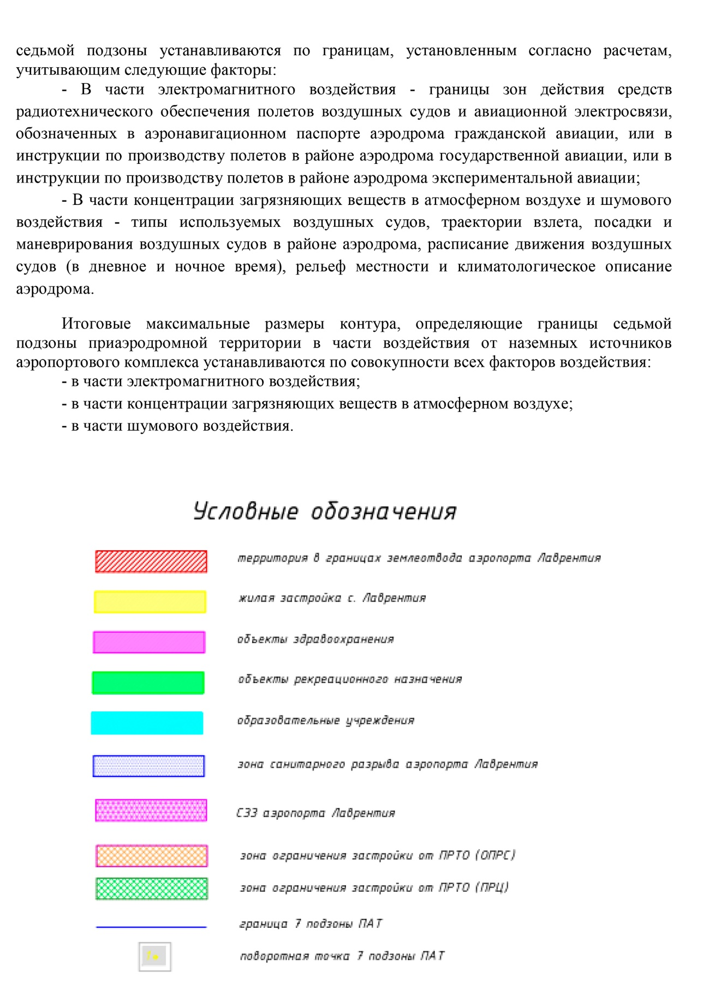 седьмой подзоны устанавливаются по границам, установленным согласно расчетам,
учитывающим следующие факторы:
- В части электромагнитного воздействия - границы зон действия средств
радиотехнического обеспечения полетов воздушных судов и авиационной электросвязи,
обозначенных в аэронавигационном паспорте аэродрома гражданской авиации, или в
инструкции по производству полетов в районе аэродрома государственной авиации, или в
инструкции по производству полетов в районе аэродрома экспериментальной авиации;
- В части концентрации загрязняющих веществ в атмосферном воздухе и шумового
воздействия - типы используемых воздушных судов, траектории взлета, посадки и
маневрирования воздушных судов в районе аэродрома, расписание движения воздушных
судов (в дневное и ночное время), рельеф местности и климатологическое описание
аэродрома.
Итоговые максимальные размеры контура, определяющие границы седьмой
подзоны приаэродромной территории в части воздействия от наземных источников
аэропортового комплекса устанавливаются по совокупности всех факторов воздействия:
- в части электромагнитного воздействия;
- в части концентрации загрязняющих веществ в атмосферном воздухе;
- в части шумового воздействия.
Условные обозначения
территория в границах землеотвода аэропорта Лаврентия
жилая застройка с. Лаврентия
объекты здравоохранения
объекты рекреационного назначения
образовательные учреждения
зона санитарного разрыва аэропорта Лаврентия
СЗЗ аэропорта Лаврентия
зона ограничения застройки от ПРТО (ОПРС)
зона ограничения застройки от ПРТО (ПРЦ)
граница 7 подзоны ПАТ
поворотная точка 7 подзоны ПАТ